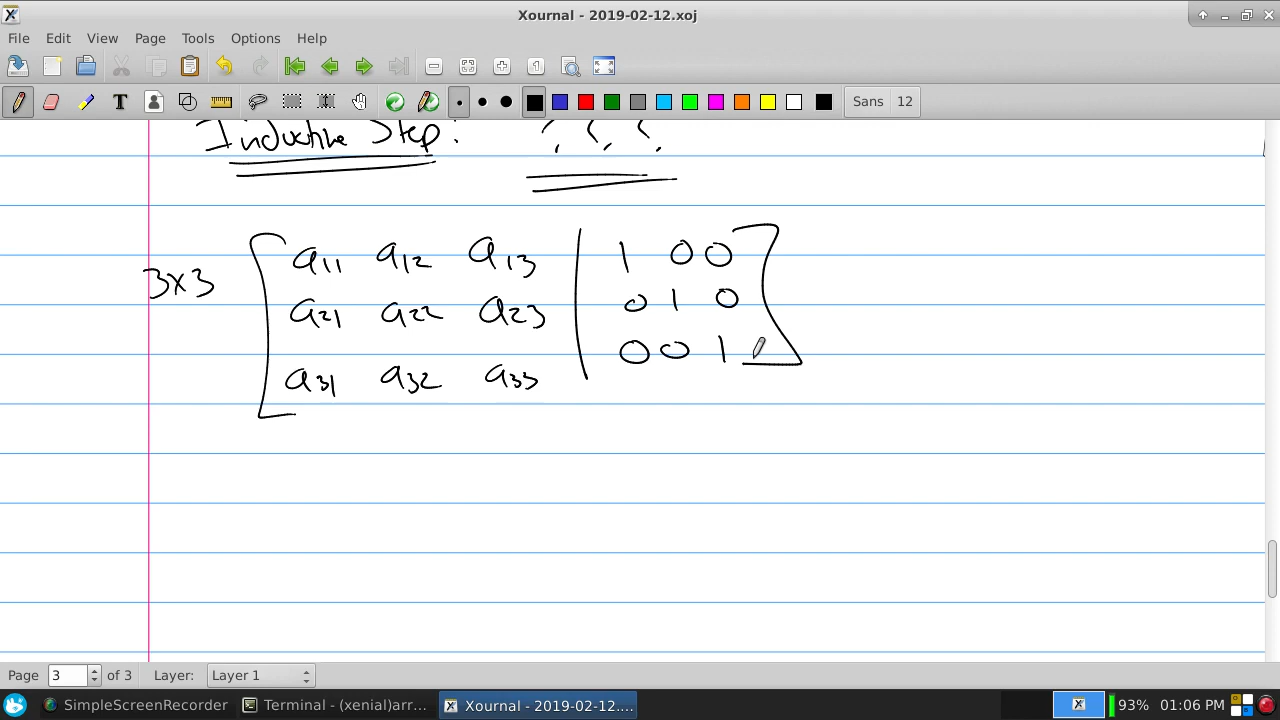 Xournal - 2019-02-12.xoj
File Edit View Page Tools Options Help
Sans 12
Inductive Step: ? ? ?
3x3 [ a11 a12 a13 | 1 0 0 ]
a21 a22 a23 | 0 1 0
a31 a32 a33 | 0 0 1
Page 3 of 3 Layer: Layer 1
SimpleScreenRecorder Terminal - (xenial)arr... Xournal - 2019-02-12.... 93% 01:06 PM